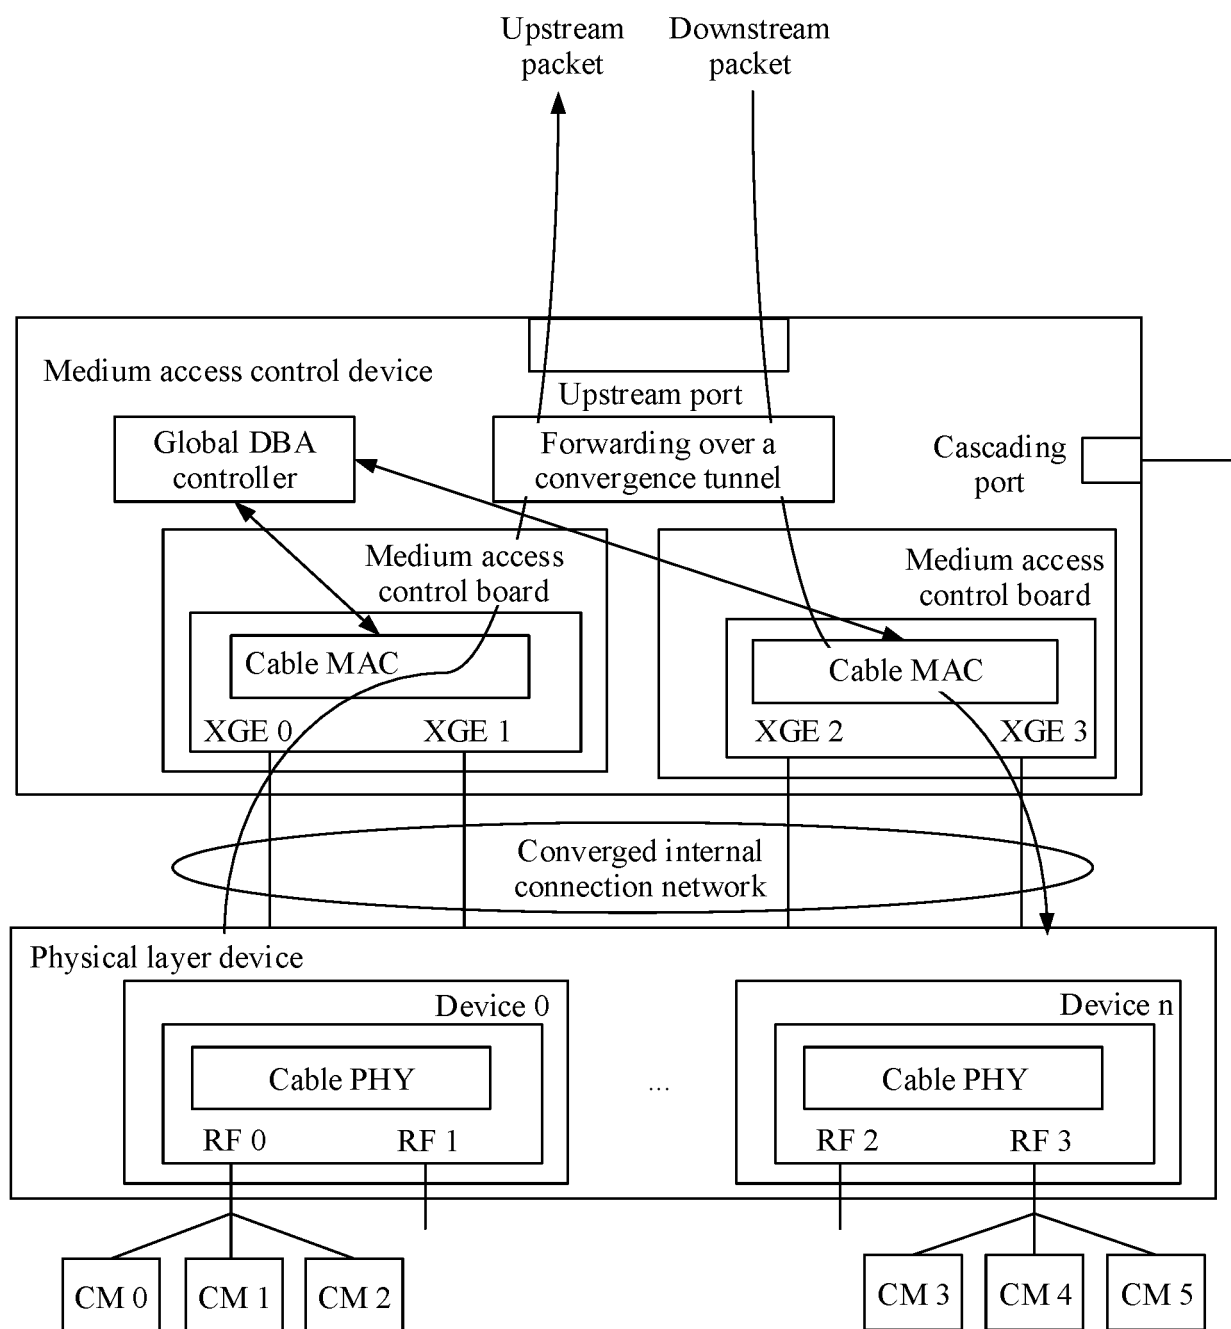 Upstream
packet
Downstream
packet
Medium access control device
Upstream port
Global DBA
controller
Forwarding over a
convergence tunnel
Cascading
port
Medium access
control board
Medium access
control board
Cable MAC
Cable MAC
XGE 0
XGE 1
XGE 2
XGE 3
Converged internal
connection network
Physical layer device
Device 0
Device n
Cable PHY
...
Cable PHY
RF 0
RF 1
RF 2
RF 3
CM 0
CM 1
CM 2
CM 3
CM 4
CM 5